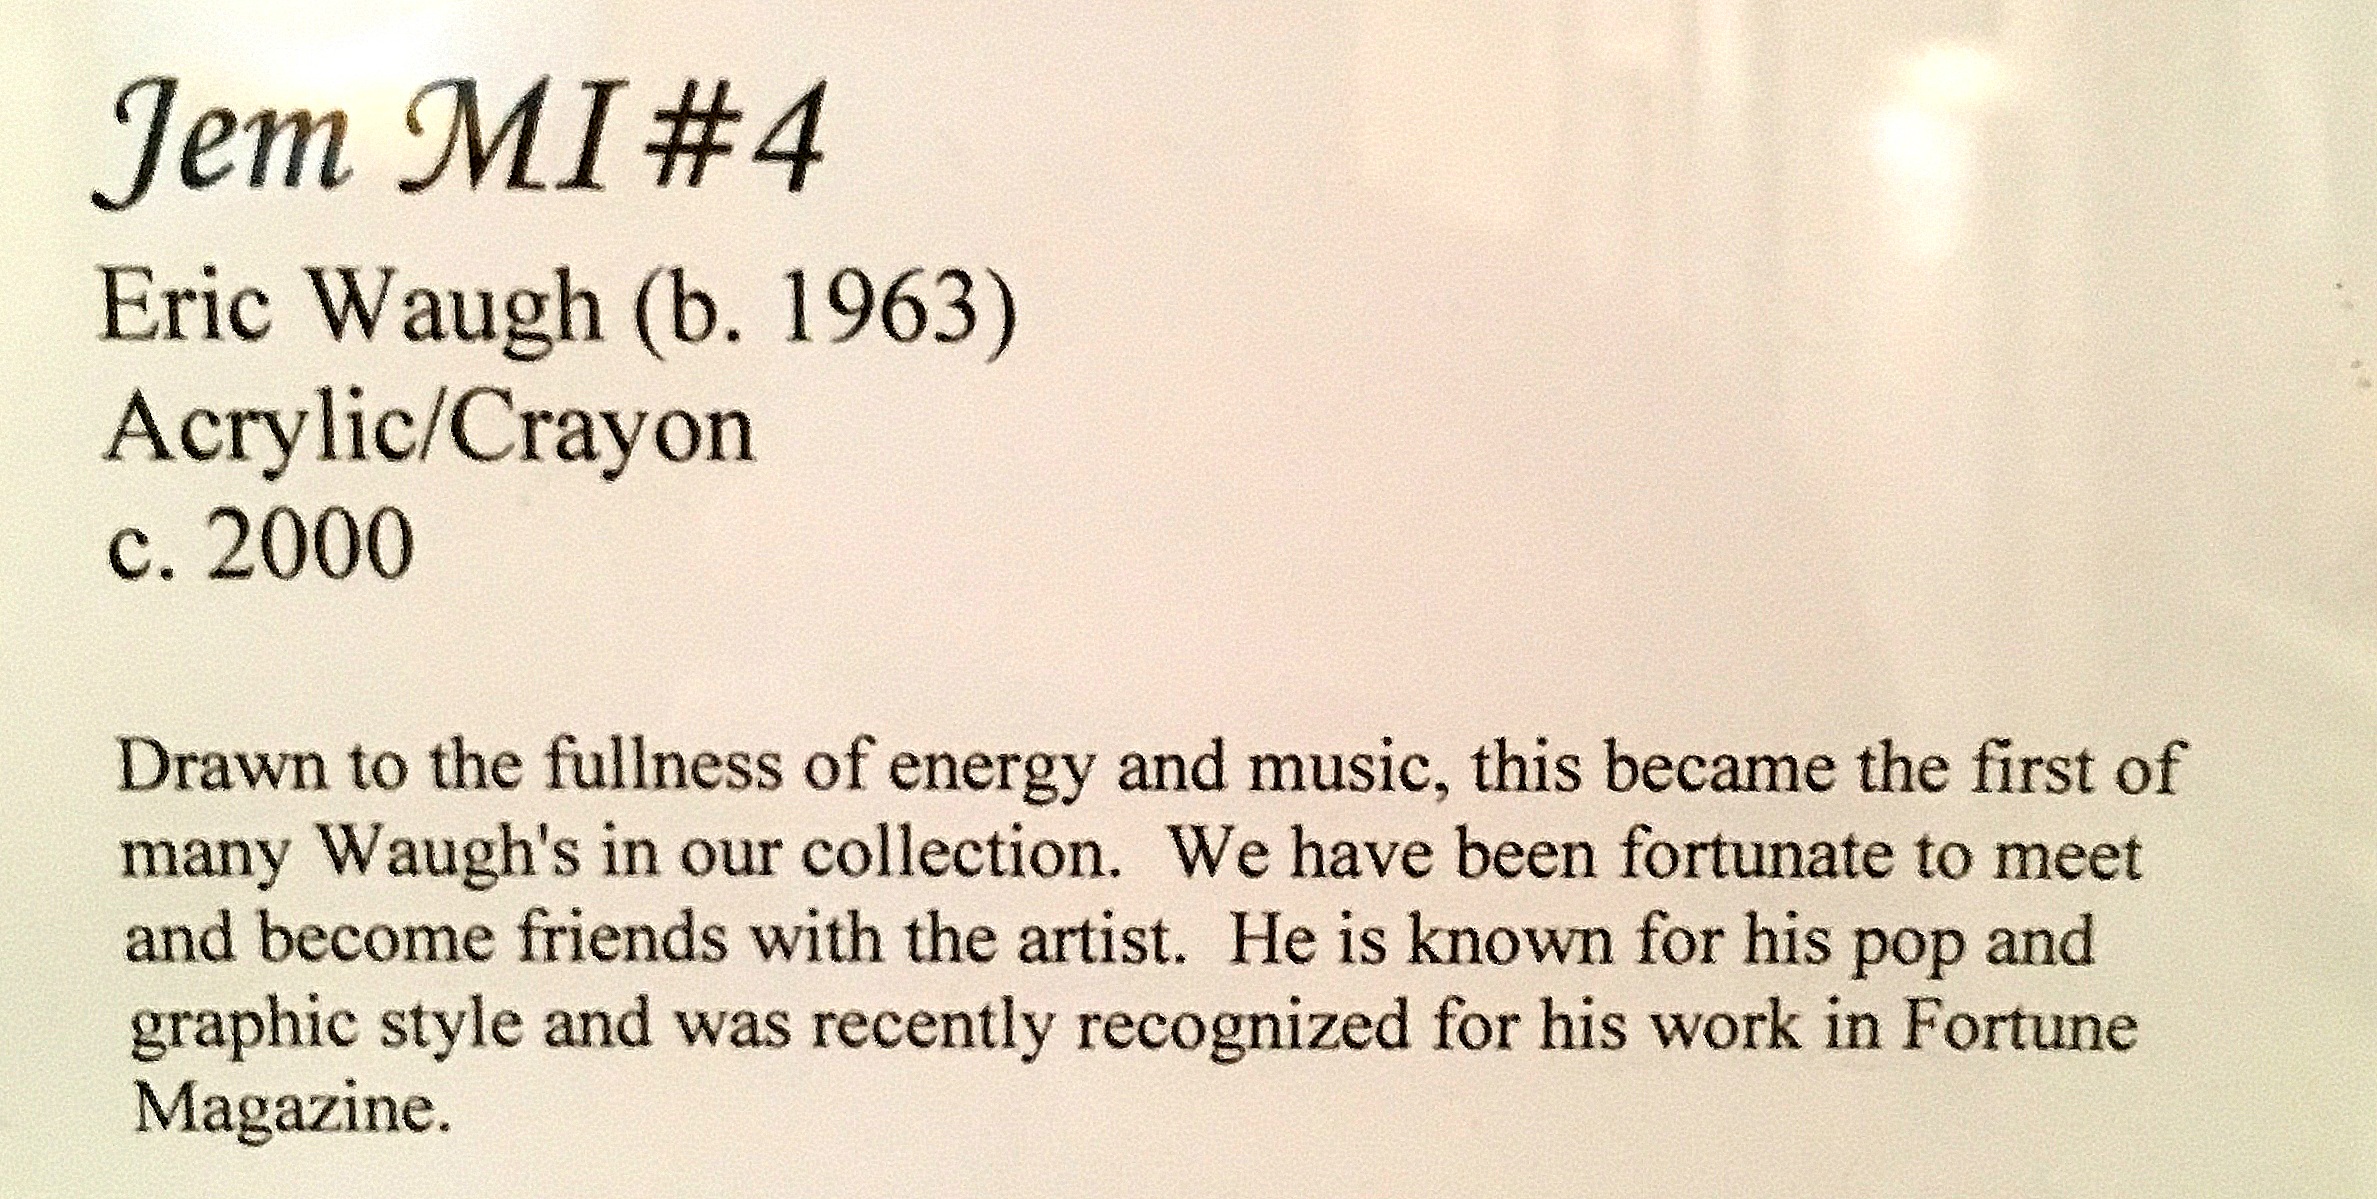 Jem MI #4
Eric Waugh (b. 1963)
Acrylic/Crayon
c. 2000
Drawn to the fullness of energy and music, this became the first of
many Waugh's in our collection.  We have been fortunate to meet
and become friends with the artist.  He is known for his pop and
graphic style and was recently recognized for his work in Fortune
Magazine.